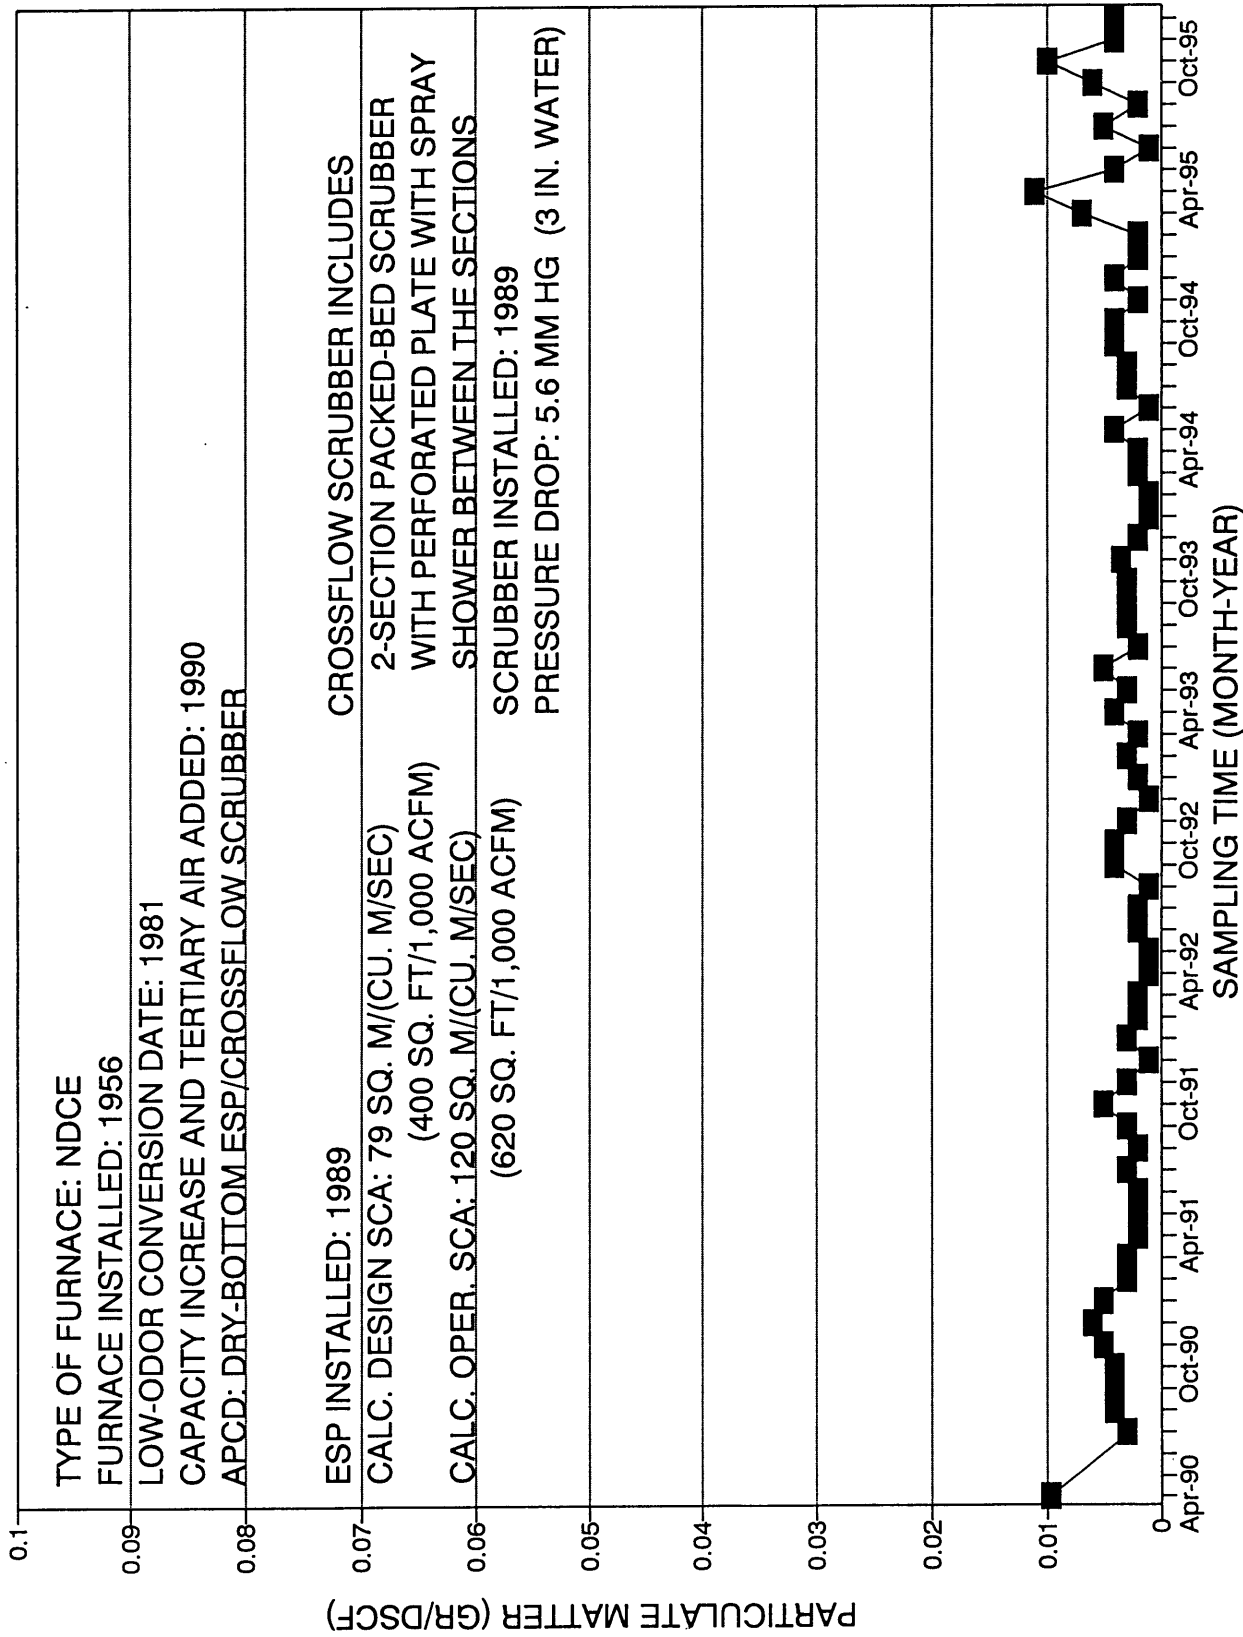 TYPE OF FURNACE: NDCE
FURNACE INSTALLED: 1956
LOW-ODOR CONVERSION DATE: 1981
CAPACITY INCREASE AND TERTIARY AIR ADDED: 1990
APCD: DRY-BOTTOM ESP/CROSSFLOW SCRUBBER
ESP INSTALLED: 1989
CALC. DESIGN SCA: 79 SQ. M/(CU. M/SEC)
(400 SQ. FT/1,000 ACFM)
CALC. OPER. SCA: 120 SQ. M/(CU. M/SEC)
(620 SQ. FT/1,000 ACFM)
CROSSFLOW SCRUBBER INCLUDES
2-SECTION PACKED-BED SCRUBBER
WITH PERFORATED PLATE WITH SPRAY
SHOWER BETWEEN THE SECTIONS
SCRUBBER INSTALLED: 1989
PRESSURE DROP: 5.6 MM HG (3 IN. WATER)
PARTICULATE MATTER (GR/DSCF)
0.1
0.09
0.08
0.07
0.06
0.05
0.04
0.03
0.02
0.01
0
Apr-90
Oct-90
Apr-91
Oct-91
Apr-92
Oct-92
Apr-93
Oct-93
Apr-94
Oct-94
Apr-95
Oct-95
SAMPLING TIME (MONTH-YEAR)